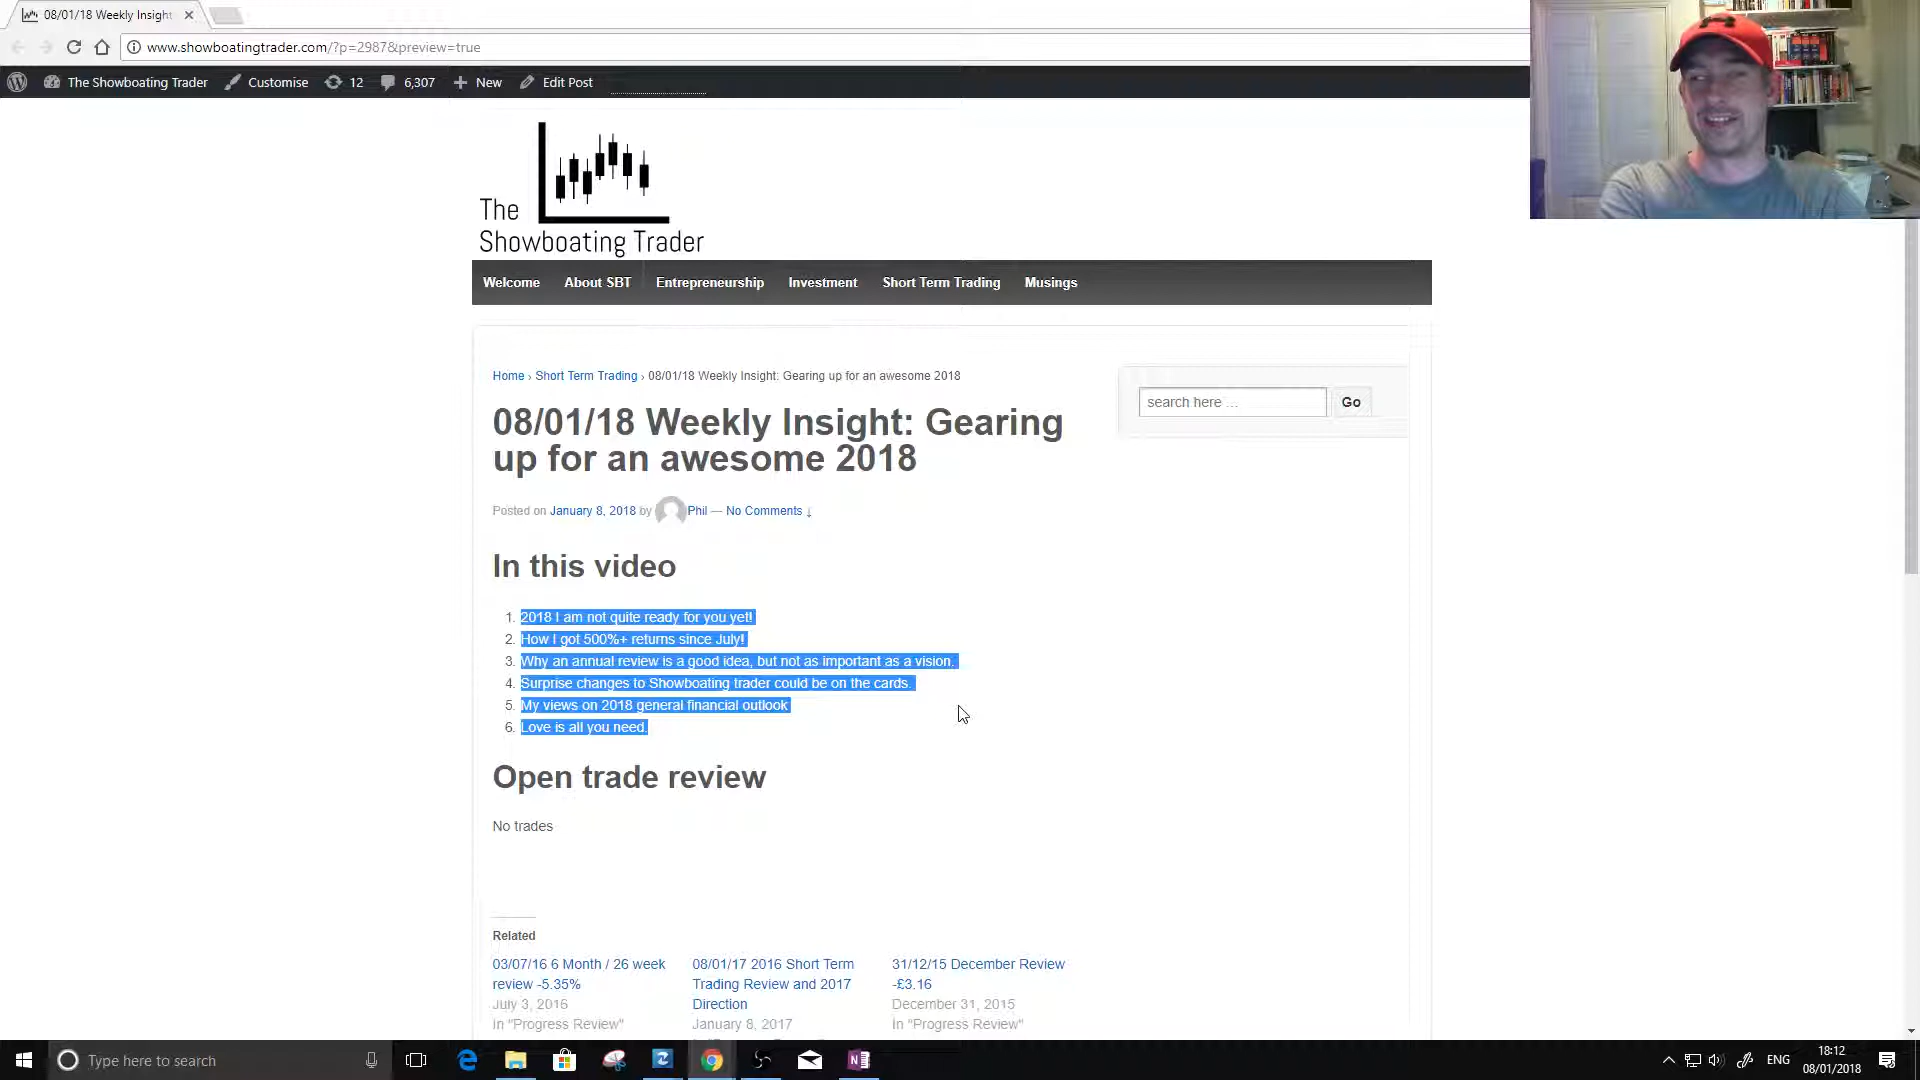 08/01/18 Weekly Insight
www.showboatingtrader.com/?p=2987&preview=true
The Showboating Trader Customise 12 6,307 New Edit Post
The
Showboating Trader
Welcome About SBT Entrepreneurship Investment Short Term Trading Musings
Home › Short Term Trading › 08/01/18 Weekly Insight: Gearing up for an awesome 2018
search here ... Go
08/01/18 Weekly Insight: Gearing
up for an awesome 2018
Posted on January 8, 2018 by Phil — No Comments ↓
In this video
1. 2018 I am not quite ready for you yet!
2. How I got 500%+ returns since July!
3. Why an annual review is a good idea, but not as important as a vision.
4. Surprise changes to Showboating trader could be on the cards.
5. My views on 2018 general financial outlook
6. Love is all you need.
Open trade review
No trades
Related
03/07/16 6 Month / 26 week
review -5.35%
July 3, 2016
In "Progress Review"
08/01/17 2016 Short Term
Trading Review and 2017
Direction
January 8, 2017
31/12/15 December Review
-£3.16
December 31, 2015
In "Progress Review"
Type here to search
ENG
18:12
08/01/2018